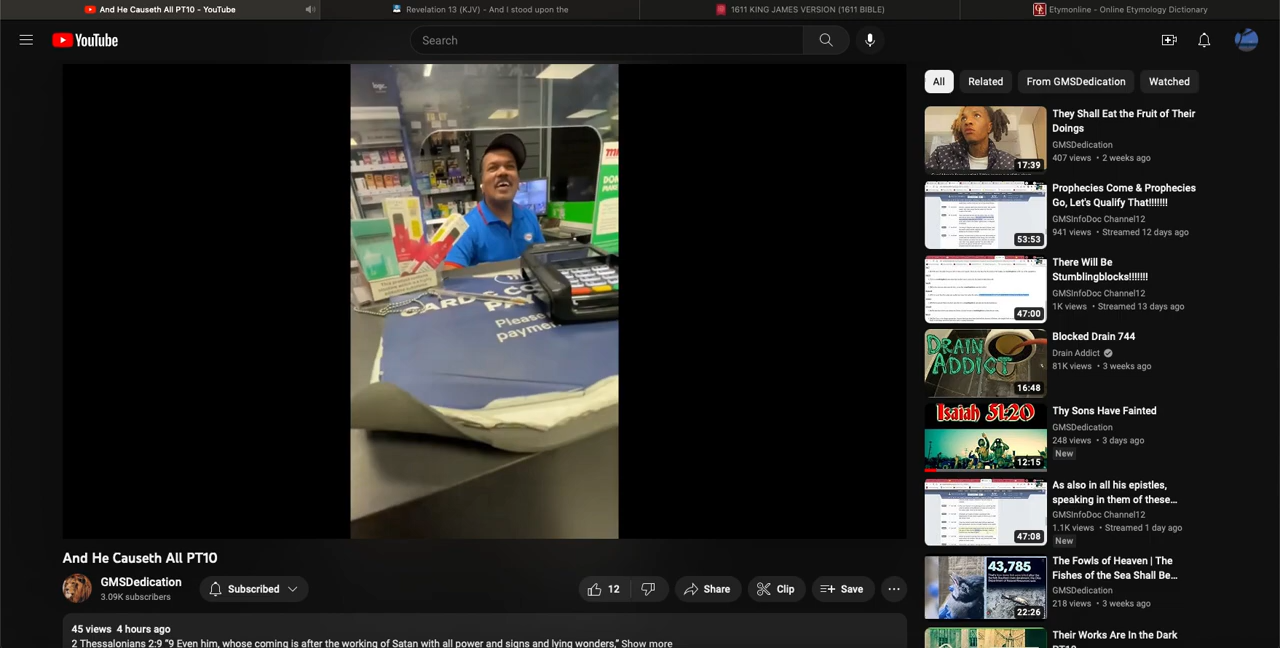 And He Causeth All PT10 - YouTube
Revelation 13 (KJV) - And I stood upon the
1611 KING JAMES VERSION (1611 BIBLE)
Etymonline - Online Etymology Dictionary
YouTube
Search
payme
All
Related
From GMSDedication
Watched
17:39
They Shall Eat the Fruit of Their
Doings
GMSDedication
407 views • 2 weeks ago
53:53
Prophecies Come & Prophecies
Go, Let's Qualify That!!!!!!!
GMSInfoDoc Channel12
941 views • Streamed 12 days ago
47:00
There Will Be
Stumblingblocks!!!!!!!
GMSInfoDoc Channel12
1K views • Streamed 13 days ago
DRAIN
ADDICT
16:48
Blocked Drain 744
Drain Addict
81K views • 3 weeks ago
Isaiah 51:20
12:15
Thy Sons Have Fainted
GMSDedication
248 views • 3 days ago
New
47:08
As also in all his epistles,
speaking in them of these...
GMSInfoDoc Channel12
1.1K views • Streamed 1 day ago
New
43,785
22:26
The Fowls of Heaven | The
Fishes of the Sea Shall Be...
GMSDedication
218 views • 3 weeks ago
Their Works Are In the Dark
PT10
And He Causeth All PT10
GMSDedication
3.09K subscribers
Subscribed
12
Share
Clip
Save
45 views 4 hours ago
2 Thessalonians 2:9 "9 Even him, whose coming is after the working of Satan with all power and signs and lying wonders," Show more